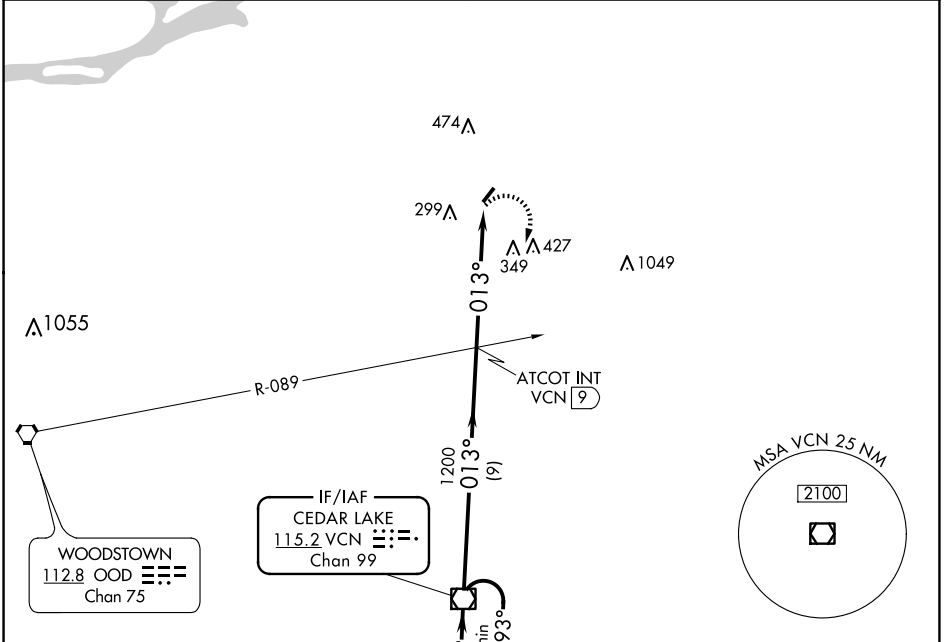 474
299
349
427
1049
013°
1055
R-089
ATCOT INT
VCN 9
1200
013°
(9)
MSA VCN 25 NM
2100
IF/IAF
CEDAR LAKE
115.2 VCN
Chan 99
WOODSTOWN
112.8 OOD
Chan 75